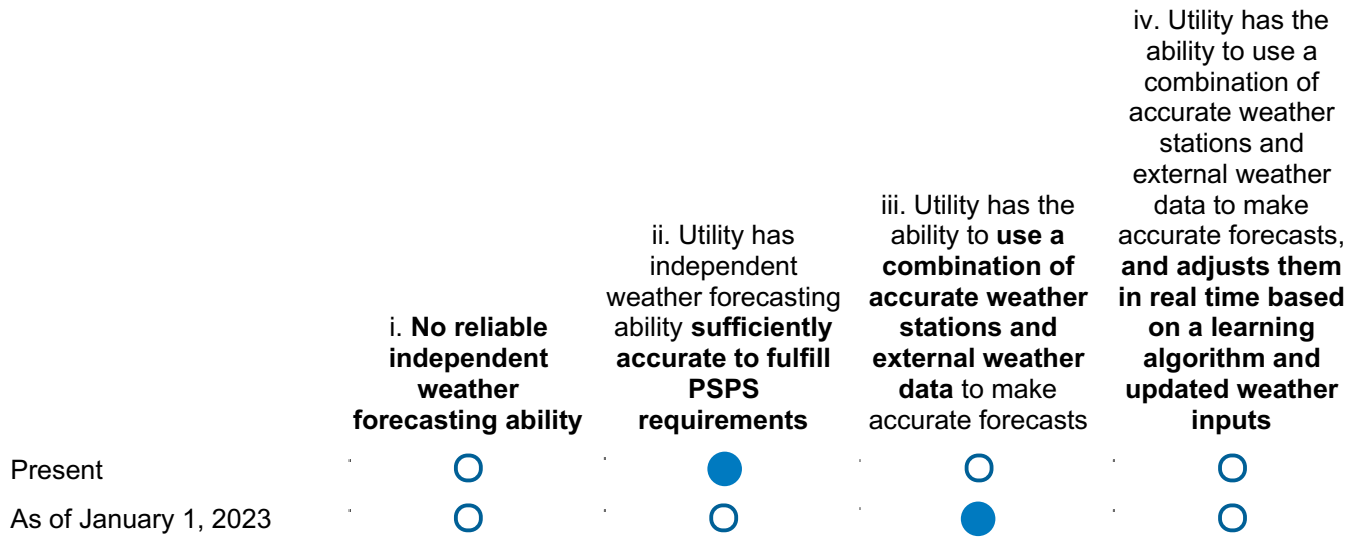 i. No reliable
independent
weather
forecasting ability
ii. Utility has
independent
weather forecasting
ability sufficiently
accurate to fulfill
PSPS
requirements
iii. Utility has the
ability to use a
combination of
accurate weather
stations and
external weather
data to make
accurate forecasts
iv. Utility has the
ability to use a
combination of
accurate weather
stations and
external weather
data to make
accurate forecasts,
and adjusts them
in real time based
on a learning
algorithm and
updated weather
inputs
Present
As of January 1, 2023